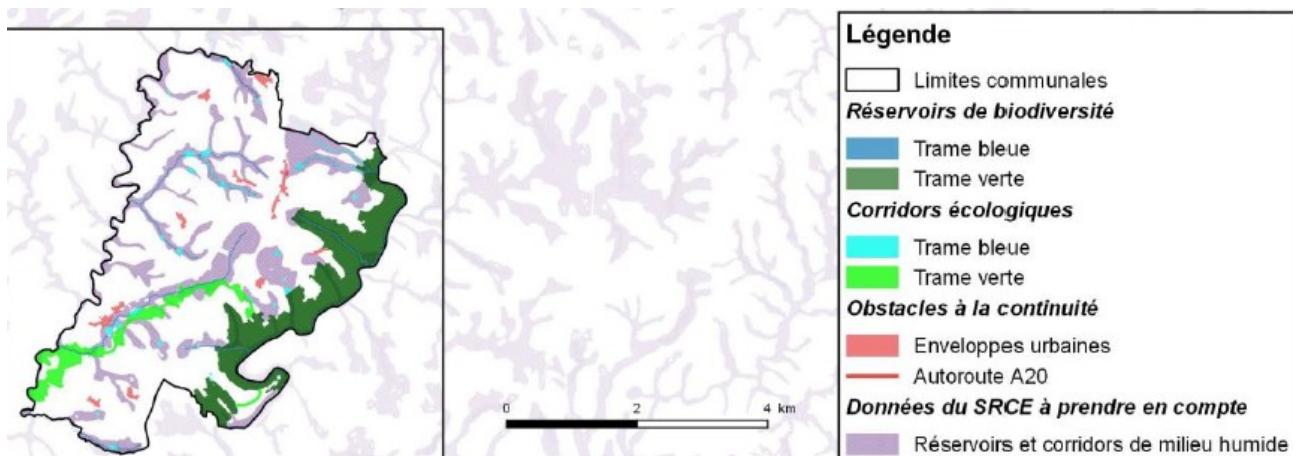 Légende
Limites communales
Réservoirs de biodiversité
Trame bleue
Trame verte
Corridors écologiques
Trame bleue
Trame verte
Obstacles à la continuité
Enveloppes urbaines
Autoroute A20
Données du SRCE à prendre en compte
Réservoirs et corridors de milieu humide
0 2 4 km